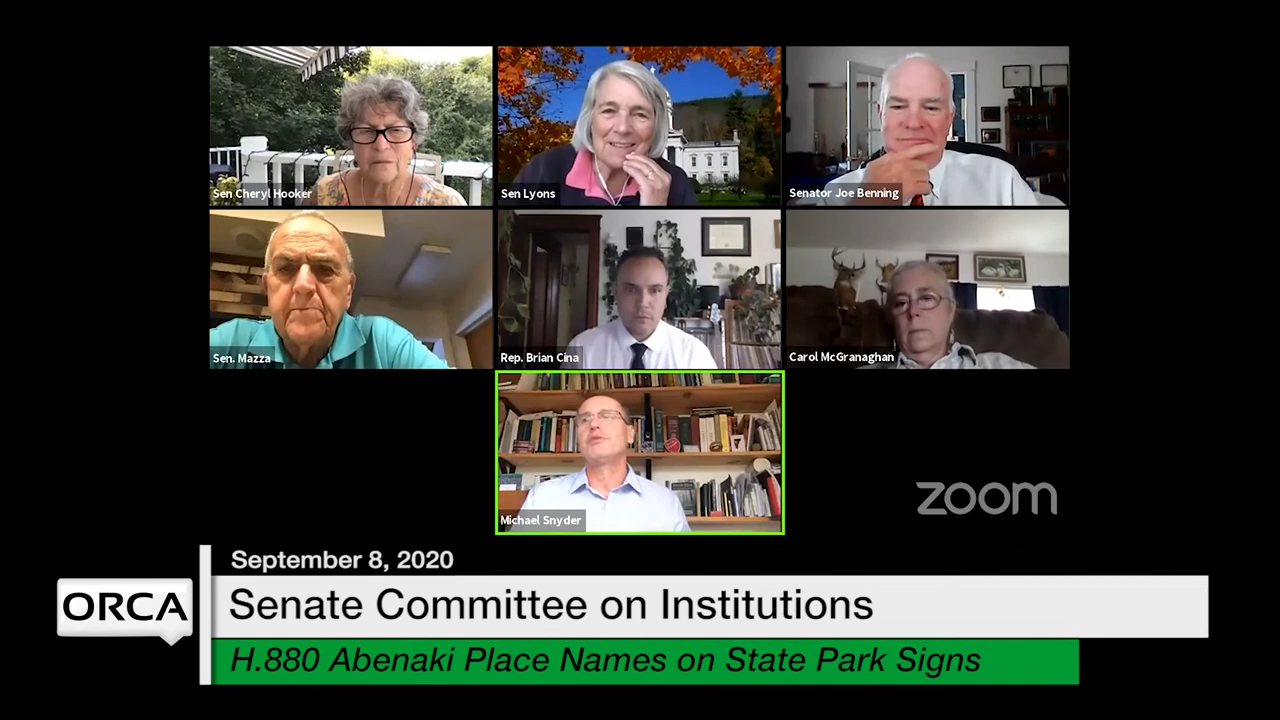 Sen Cheryl Hooker
Sen Lyons
Senator Joe Benning
Sen. Mazza
Rep. Brian Cina
Carol McGranaghan
Michael Snyder
zoom
September 8, 2020
ORCA
Senate Committee on Institutions
H.880 Abenaki Place Names on State Park Signs